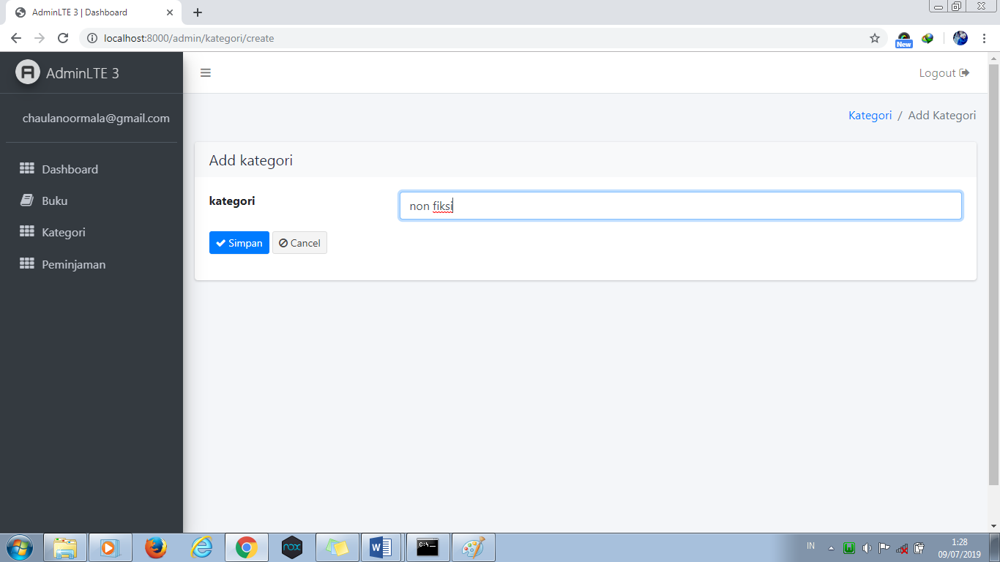 AdminLTE 3 | Dashboard
localhost:8000/admin/kategori/create
New
AdminLTE 3
Logout
chaulanoormala@gmail.com
Kategori / Add Kategori
Dashboard
Buku
Kategori
Peminjaman
Add kategori
kategori
non fiksi
Simpan
Cancel
nox
W
C:\
IN
1:28
09/07/2019